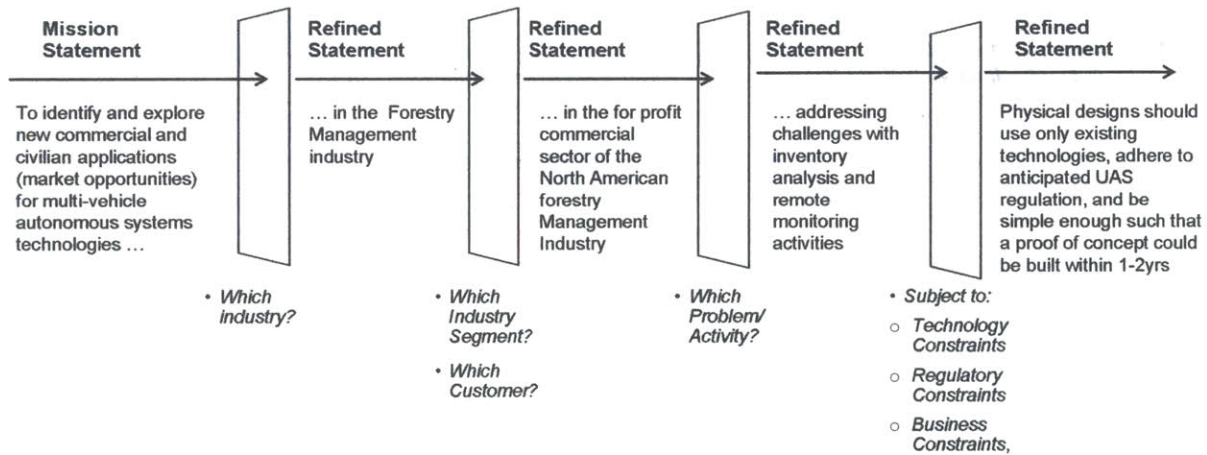 Mission
Statement
To identify and explore
new commercial and
civilian applications
(market opportunities)
for multi-vehicle
autonomous systems
technologies …
• Which
industry?
Refined
Statement
… in the Forestry
Management
industry
• Which
Industry
Segment?
• Which
Customer?
Refined
Statement
… in the for profit
commercial
sector of the
North American
forestry
Management
Industry
• Which
Problem/
Activity?
Refined
Statement
… addressing
challenges with
inventory
analysis and
remote
monitoring
activities
• Subject to:
○ Technology
Constraints
○ Regulatory
Constraints
○ Business
Constraints,
Refined
Statement
Physical designs should
use only existing
technologies, adhere to
anticipated UAS
regulation, and be
simple enough such that
a proof of concept could
be built within 1-2yrs